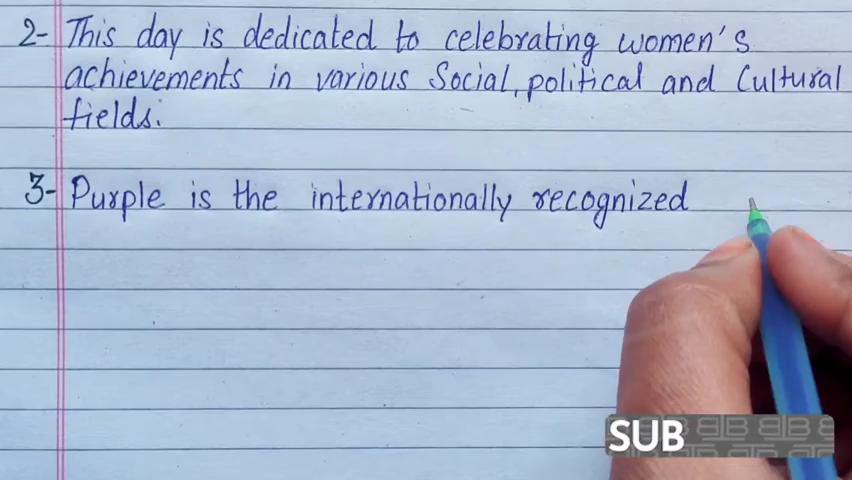 2- This day is dedicated to celebrating women's
achievements in various Social, political and Cultural
fields.
3- Purple is the internationally recognized
SUB